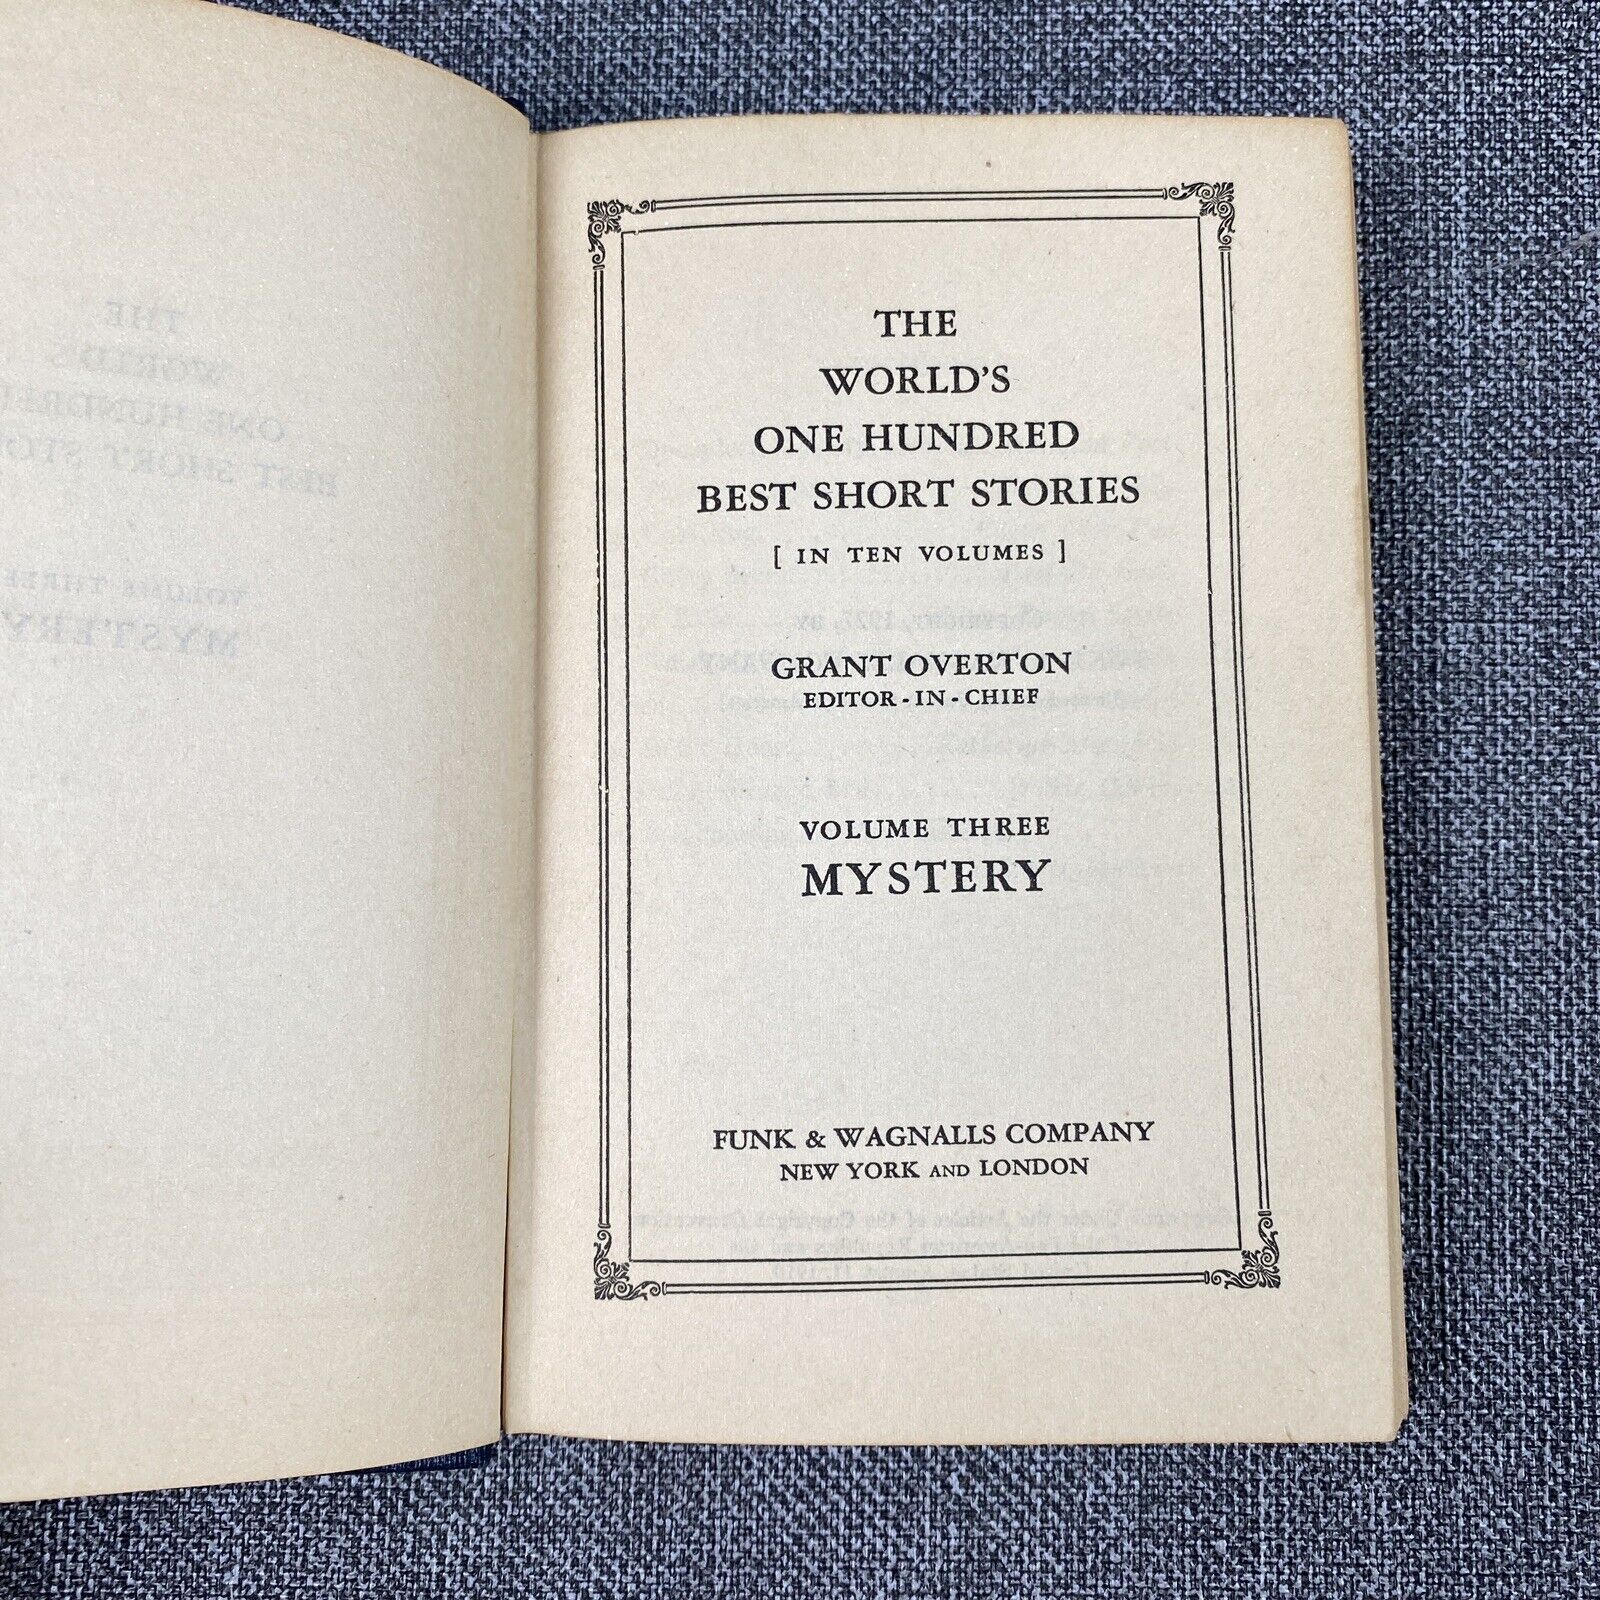 THE
WORLD'S
ONE HUNDRED
BEST SHORT STORIES
[ IN TEN VOLUMES ]
GRANT OVERTON
EDITOR-IN-CHIEF
VOLUME THREE
MYSTERY
FUNK & WAGNALLS COMPANY
NEW YORK AND LONDON